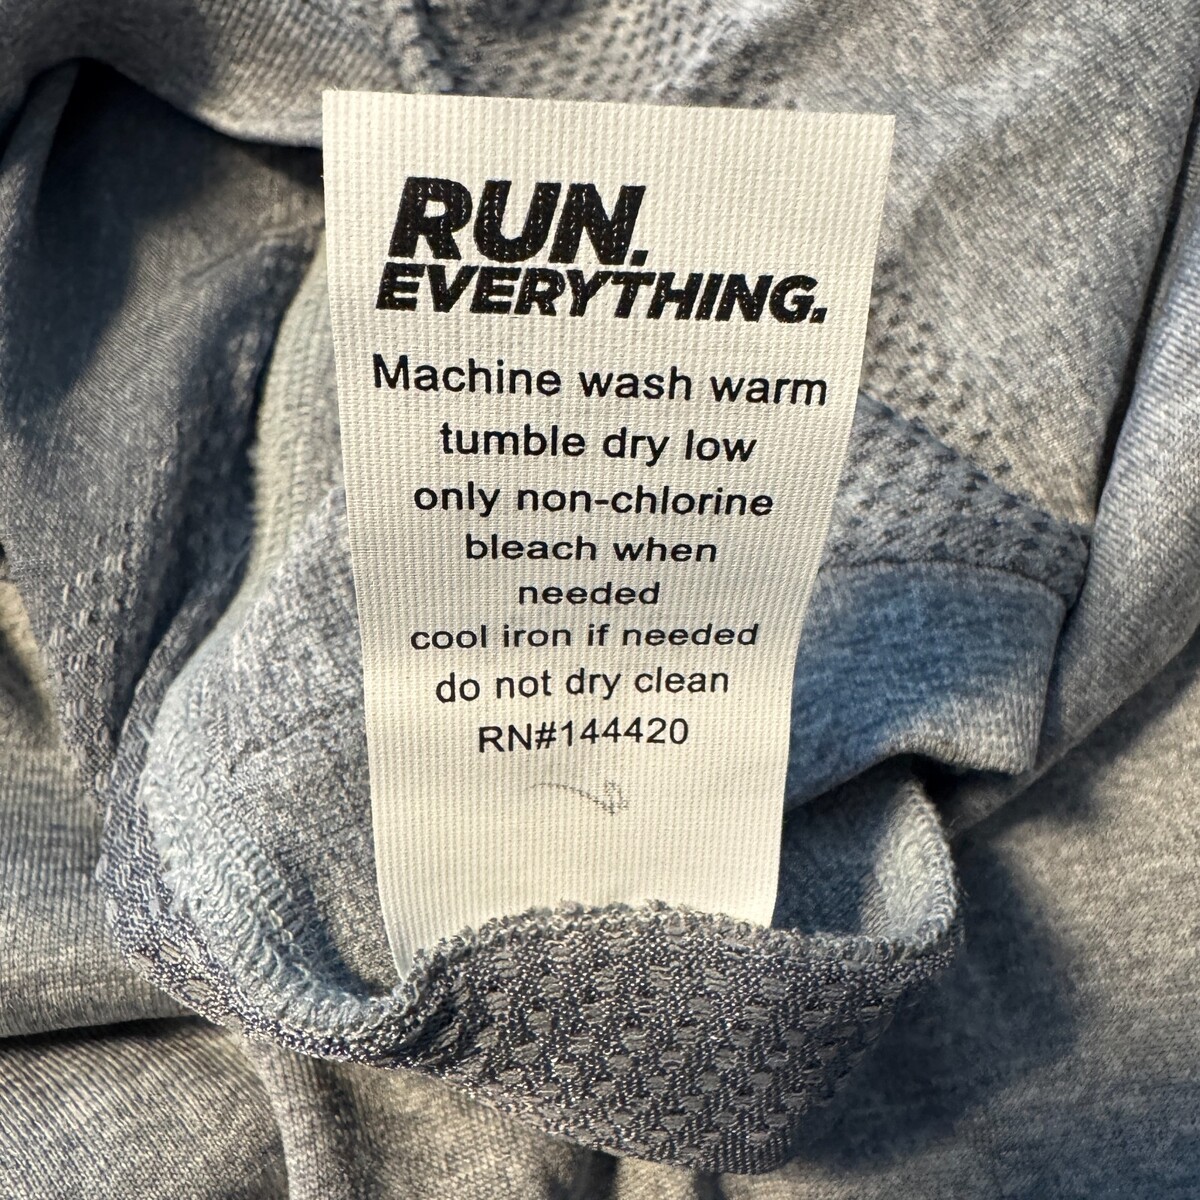 RUN.
EVERYTHING.
Machine wash warm
tumble dry low
only non-chlorine
bleach when
needed
cool iron if needed
do not dry clean
RN#144420